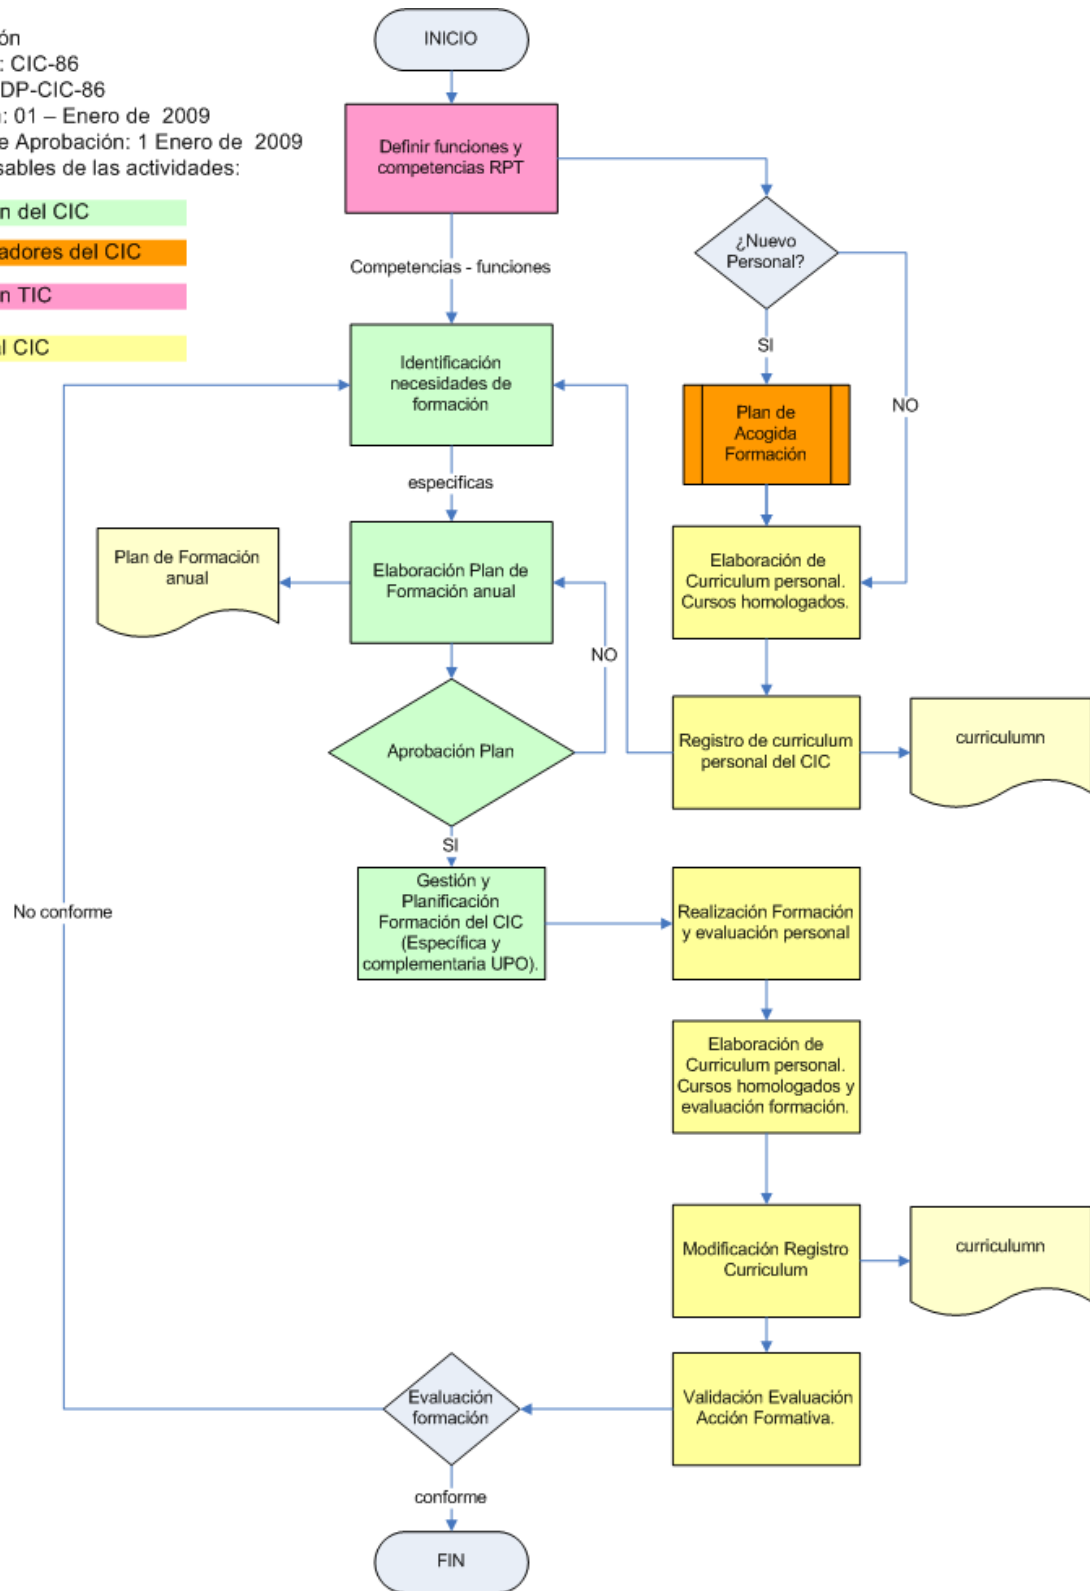 ón
: CIC-86
DP-CIC-86
: 01 – Enero de 2009
e Aprobación: 1 Enero de 2009
sables de las actividades:
n del CIC
adores del CIC
n TIC
al CIC
INICIO
Definir funciones y
competencias RPT
¿Nuevo
Personal?
Competencias - funciones
SI
NO
Identificación
necesidades de
formación
Plan de
Acogida
Formación
especificas
Plan de Formación
anual
Elaboración Plan de
Formación anual
Elaboración de
Curriculum personal.
Cursos homologados.
NO
Aprobación Plan
Registro de curriculum
personal del CIC
curriculumn
SI
Gestión y
Planificación
Formación del CIC
(Específica y
complementaria UPO).
Realización Formación
y evaluación personal
No conforme
Elaboración de
Curriculum personal.
Cursos homologados y
evaluación formación.
Modificación Registro
Curriculum
curriculumn
Evaluación
formación
Validación Evaluación
Acción Formativa.
conforme
FIN